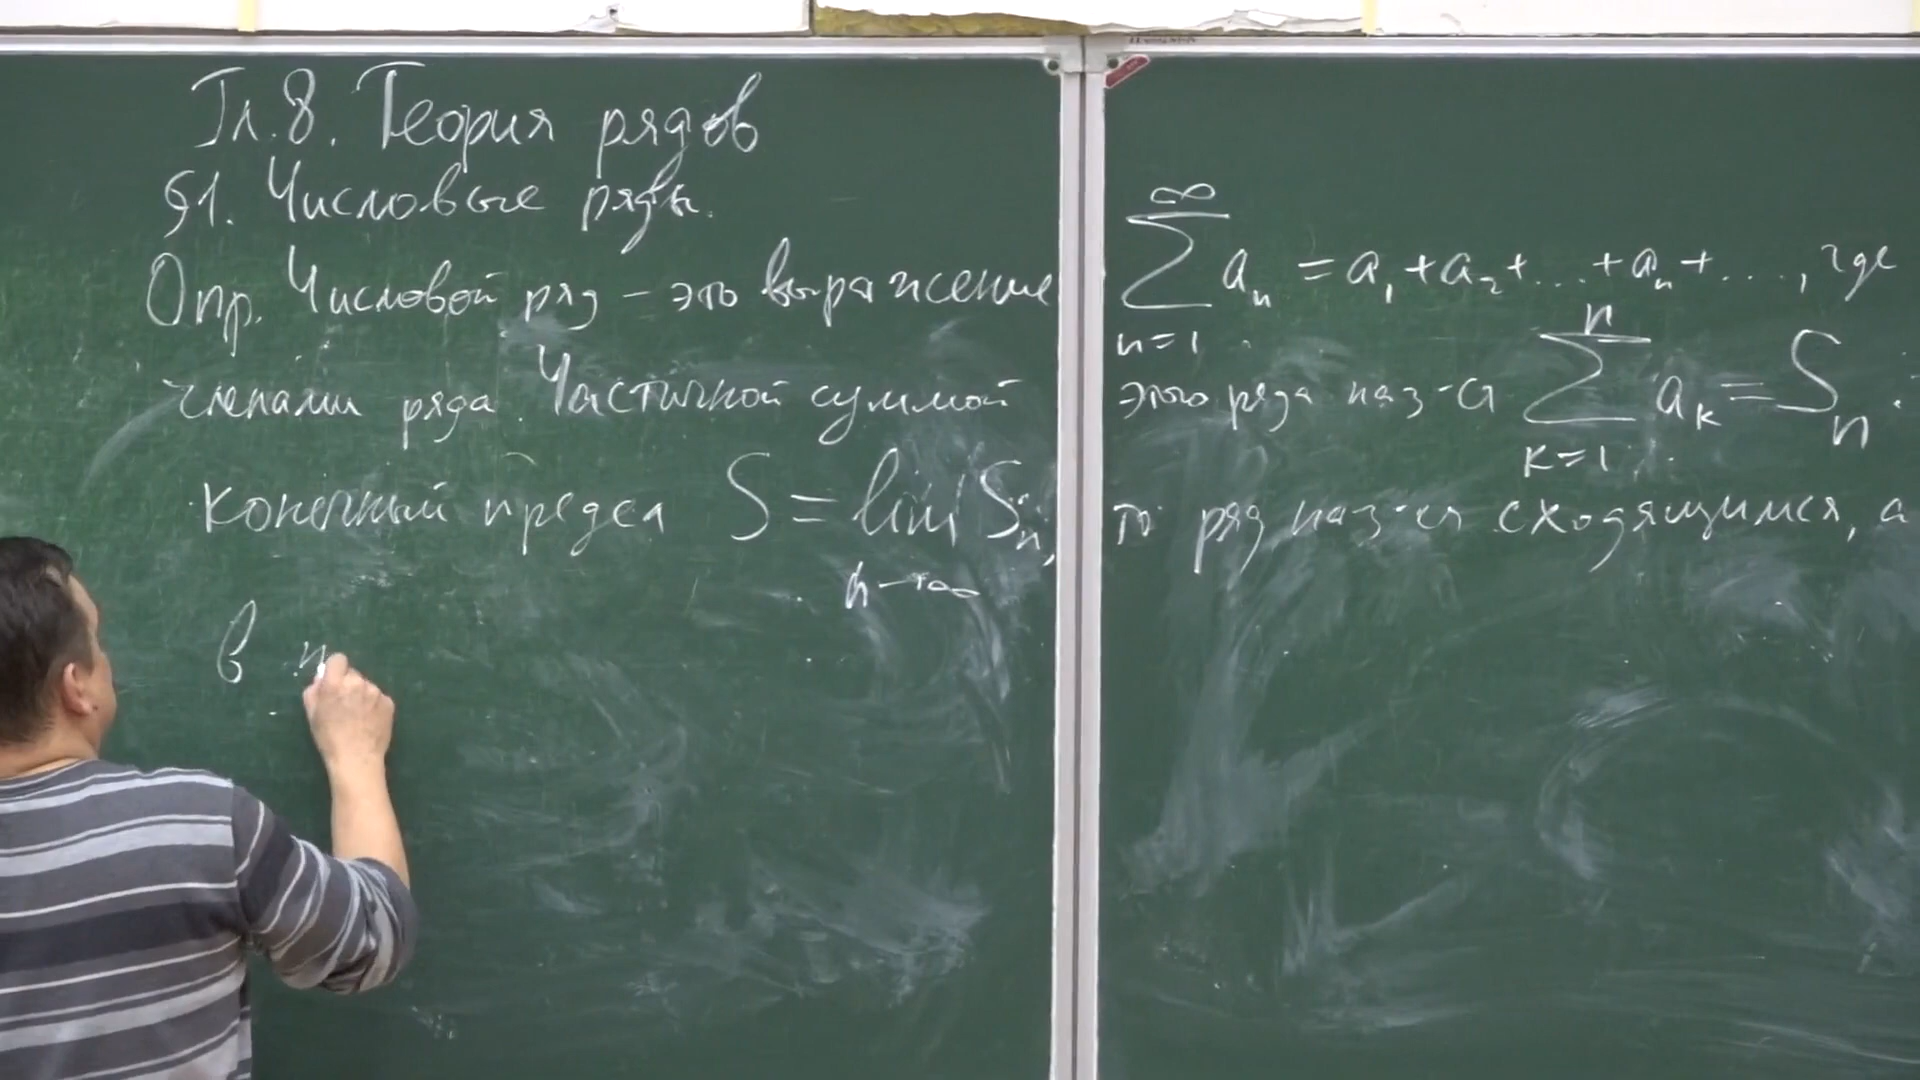 Гл.8. Теория рядов
§1. Числовые ряды.
Опр. Числовой ряд – это выражение ∑_{n=1}^{∞} a_n = a_1 + a_2 + ... + a_n + ..., где
членами ряда. Частичной суммой этого ряда наз-ся ∑_{k=1}^{n} a_k = S_n.
конечный предел S = lim_{n→∞} S_n, то ряд наз-ся сходящимся, а
в